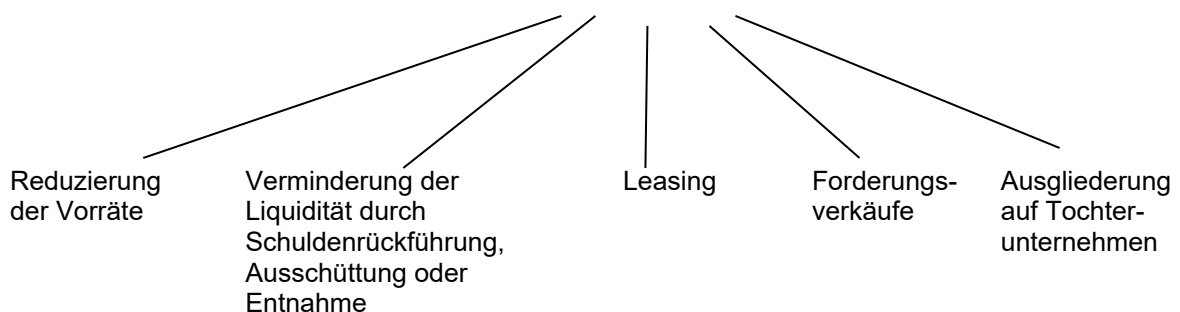 Reduzierung
der Vorräte
Verminderung der
Liquidität durch
Schuldenrückführung,
Ausschüttung oder
Entnahme
Leasing
Forderungs-
verkäufe
Ausgliederung
auf Tochter-
unternehmen